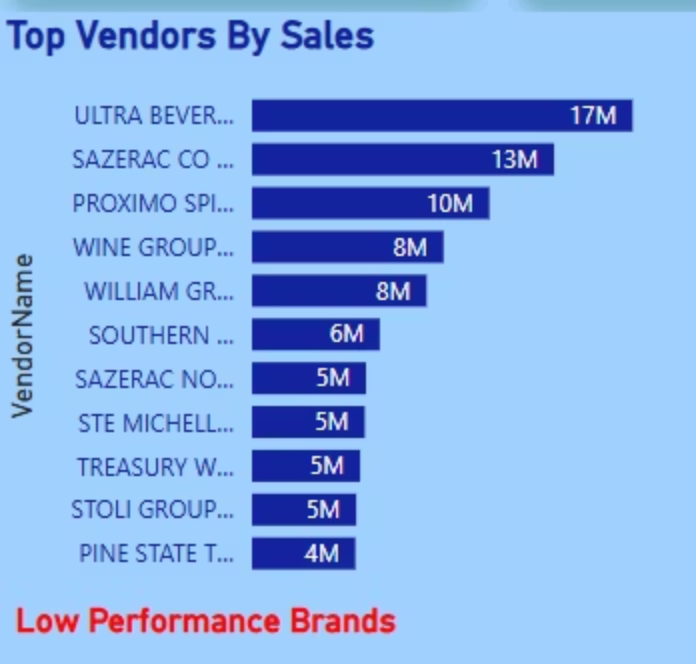 Top Vendors By Sales
ULTRA BEVER... 17M
SAZERAC CO ... 13M
PROXIMO SPI... 10M
WINE GROUP... 8M
WILLIAM GR... 8M
SOUTHERN ... 6M
SAZERAC NO... 5M
STE MICHELL... 5M
TREASURY W... 5M
STOLI GROUP... 5M
PINE STATE T... 4M
VendorName
Low Performance Brands